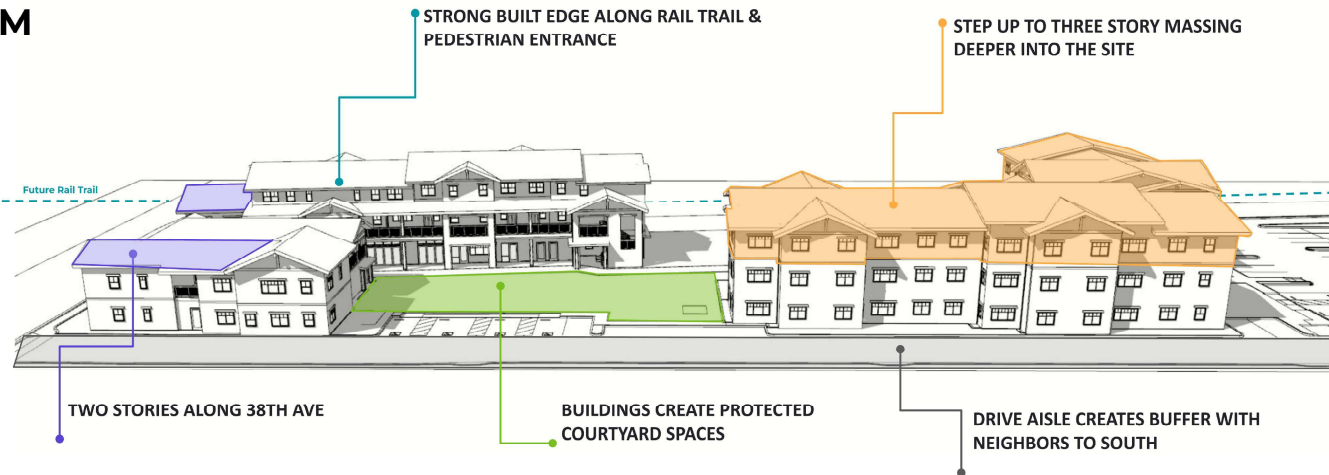 M
STRONG BUILT EDGE ALONG RAIL TRAIL &
PEDESTRIAN ENTRANCE
STEP UP TO THREE STORY MASSING
DEEPER INTO THE SITE
Future Rail Trail
TWO STORIES ALONG 38TH AVE
BUILDINGS CREATE PROTECTED
COURTYARD SPACES
DRIVE AISLE CREATES BUFFER WITH
NEIGHBORS TO SOUTH